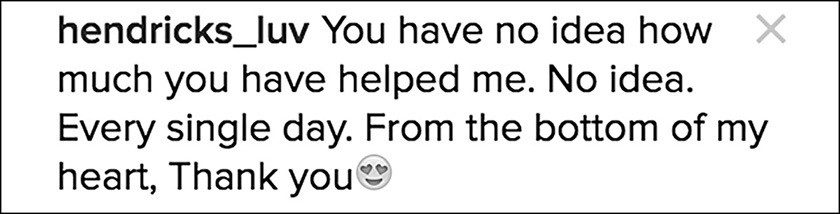 hendricks_luv You have no idea how
much you have helped me. No idea.
Every single day. From the bottom of my
heart, Thank you😍